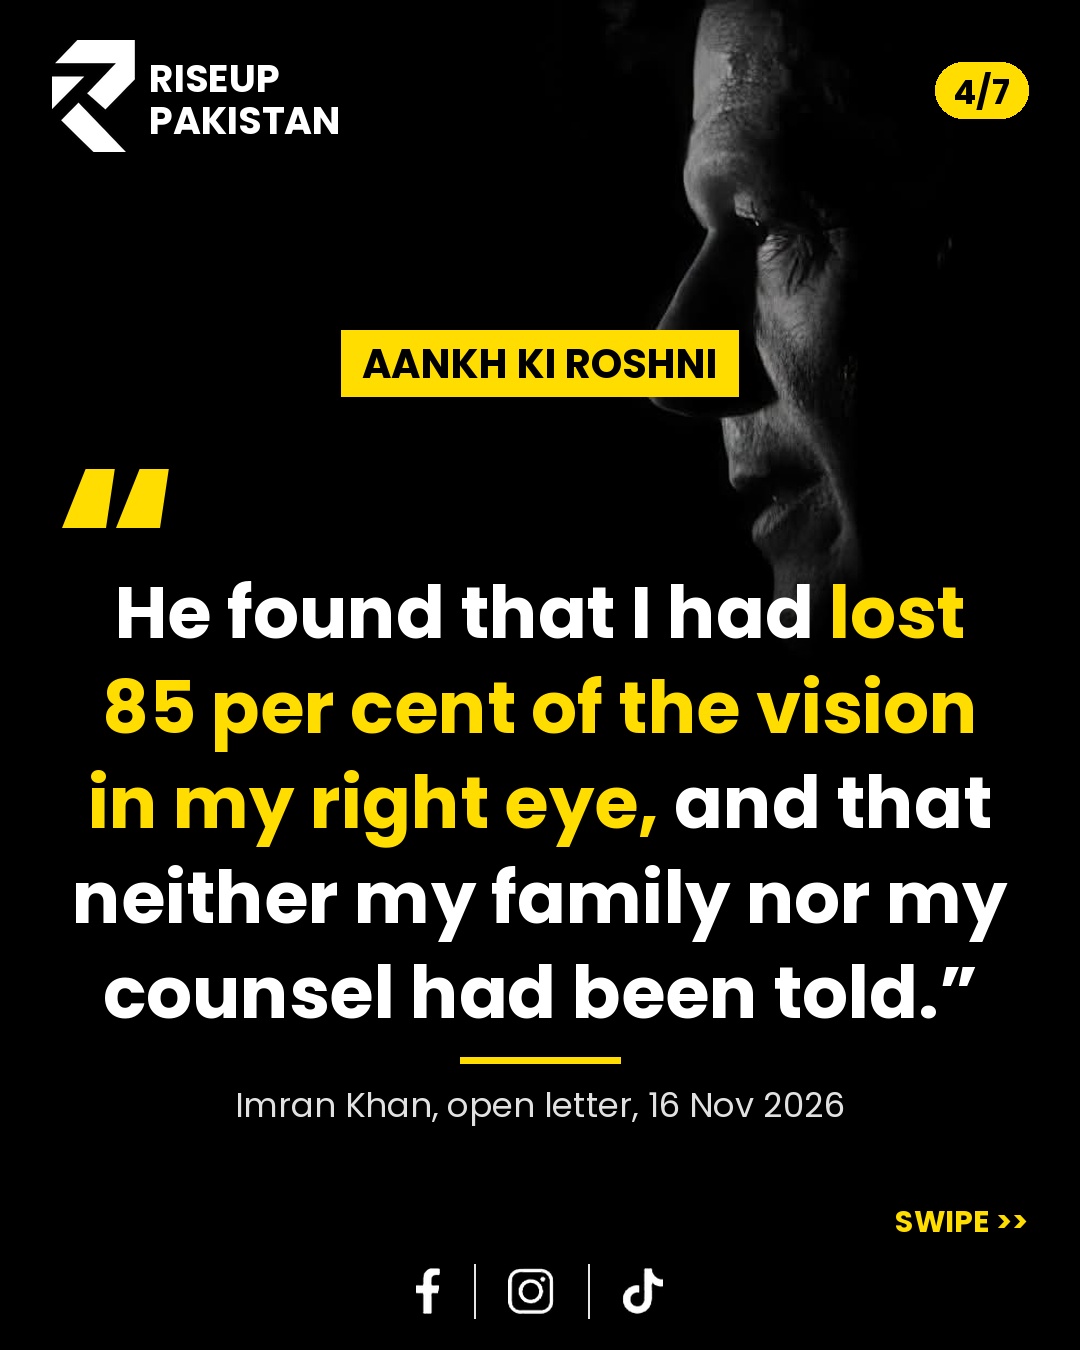 RISEUP
PAKISTAN
4/7
AANKH KI ROSHNI
“
He found that I had lost
85 per cent of the vision
in my right eye, and that
neither my family nor my
counsel had been told.”
Imran Khan, open letter, 16 Nov 2026
SWIPE >>